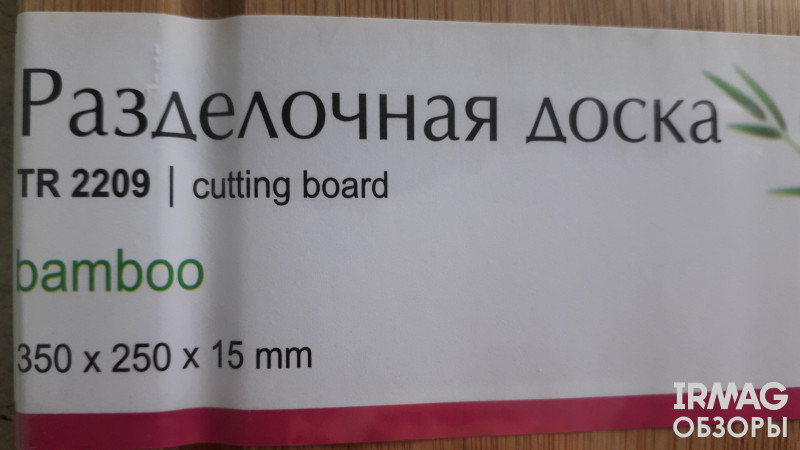 Разделочная доска
TR 2209 | cutting board
bamboo
350 x 250 x 15 mm
IRMAG
ОБЗОРЫ